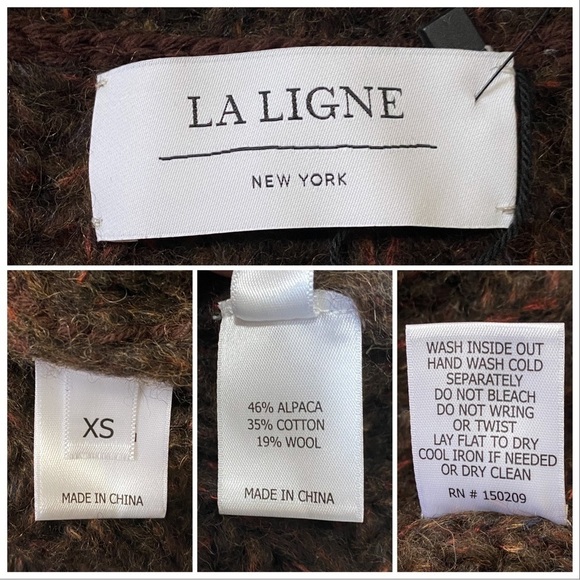 LA LIGNE
NEW YORK
XS
MADE IN CHINA
46% ALPACA
35% COTTON
19% WOOL
MADE IN CHINA
WASH INSIDE OUT
HAND WASH COLD
SEPARATELY
DO NOT BLEACH
DO NOT WRING
OR TWIST
LAY FLAT TO DRY
COOL IRON IF NEEDED
OR DRY CLEAN
RN # 150209